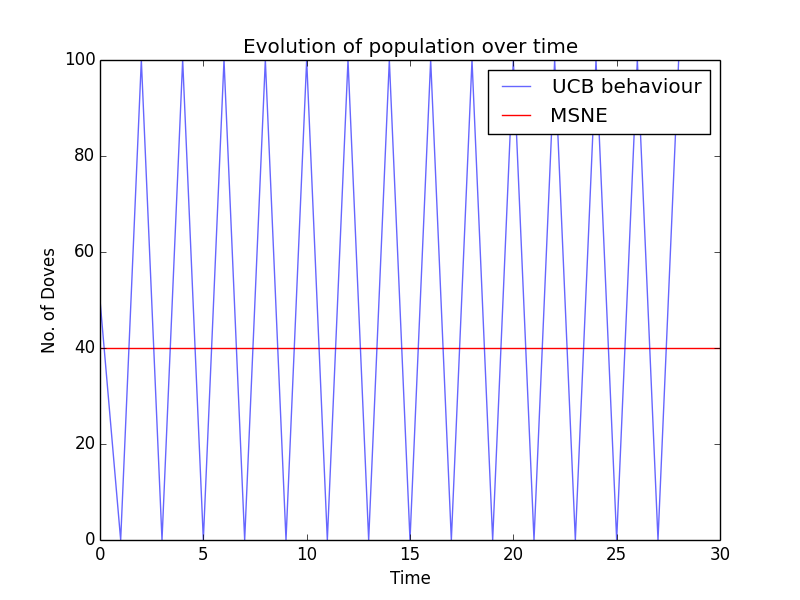 Evolution of population over time
UCB behaviour
MSNE
No. of Doves
100
80
60
40
20
0
0 5 10 15 20 25 30
Time